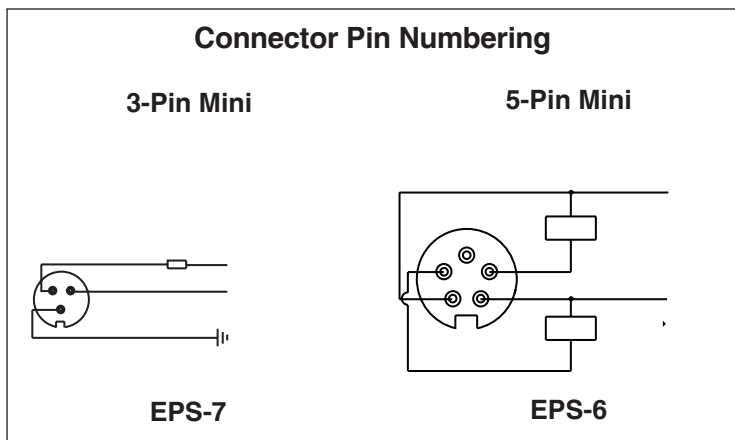 Connector Pin Numbering
3-Pin Mini
5-Pin Mini
EPS-7
EPS-6